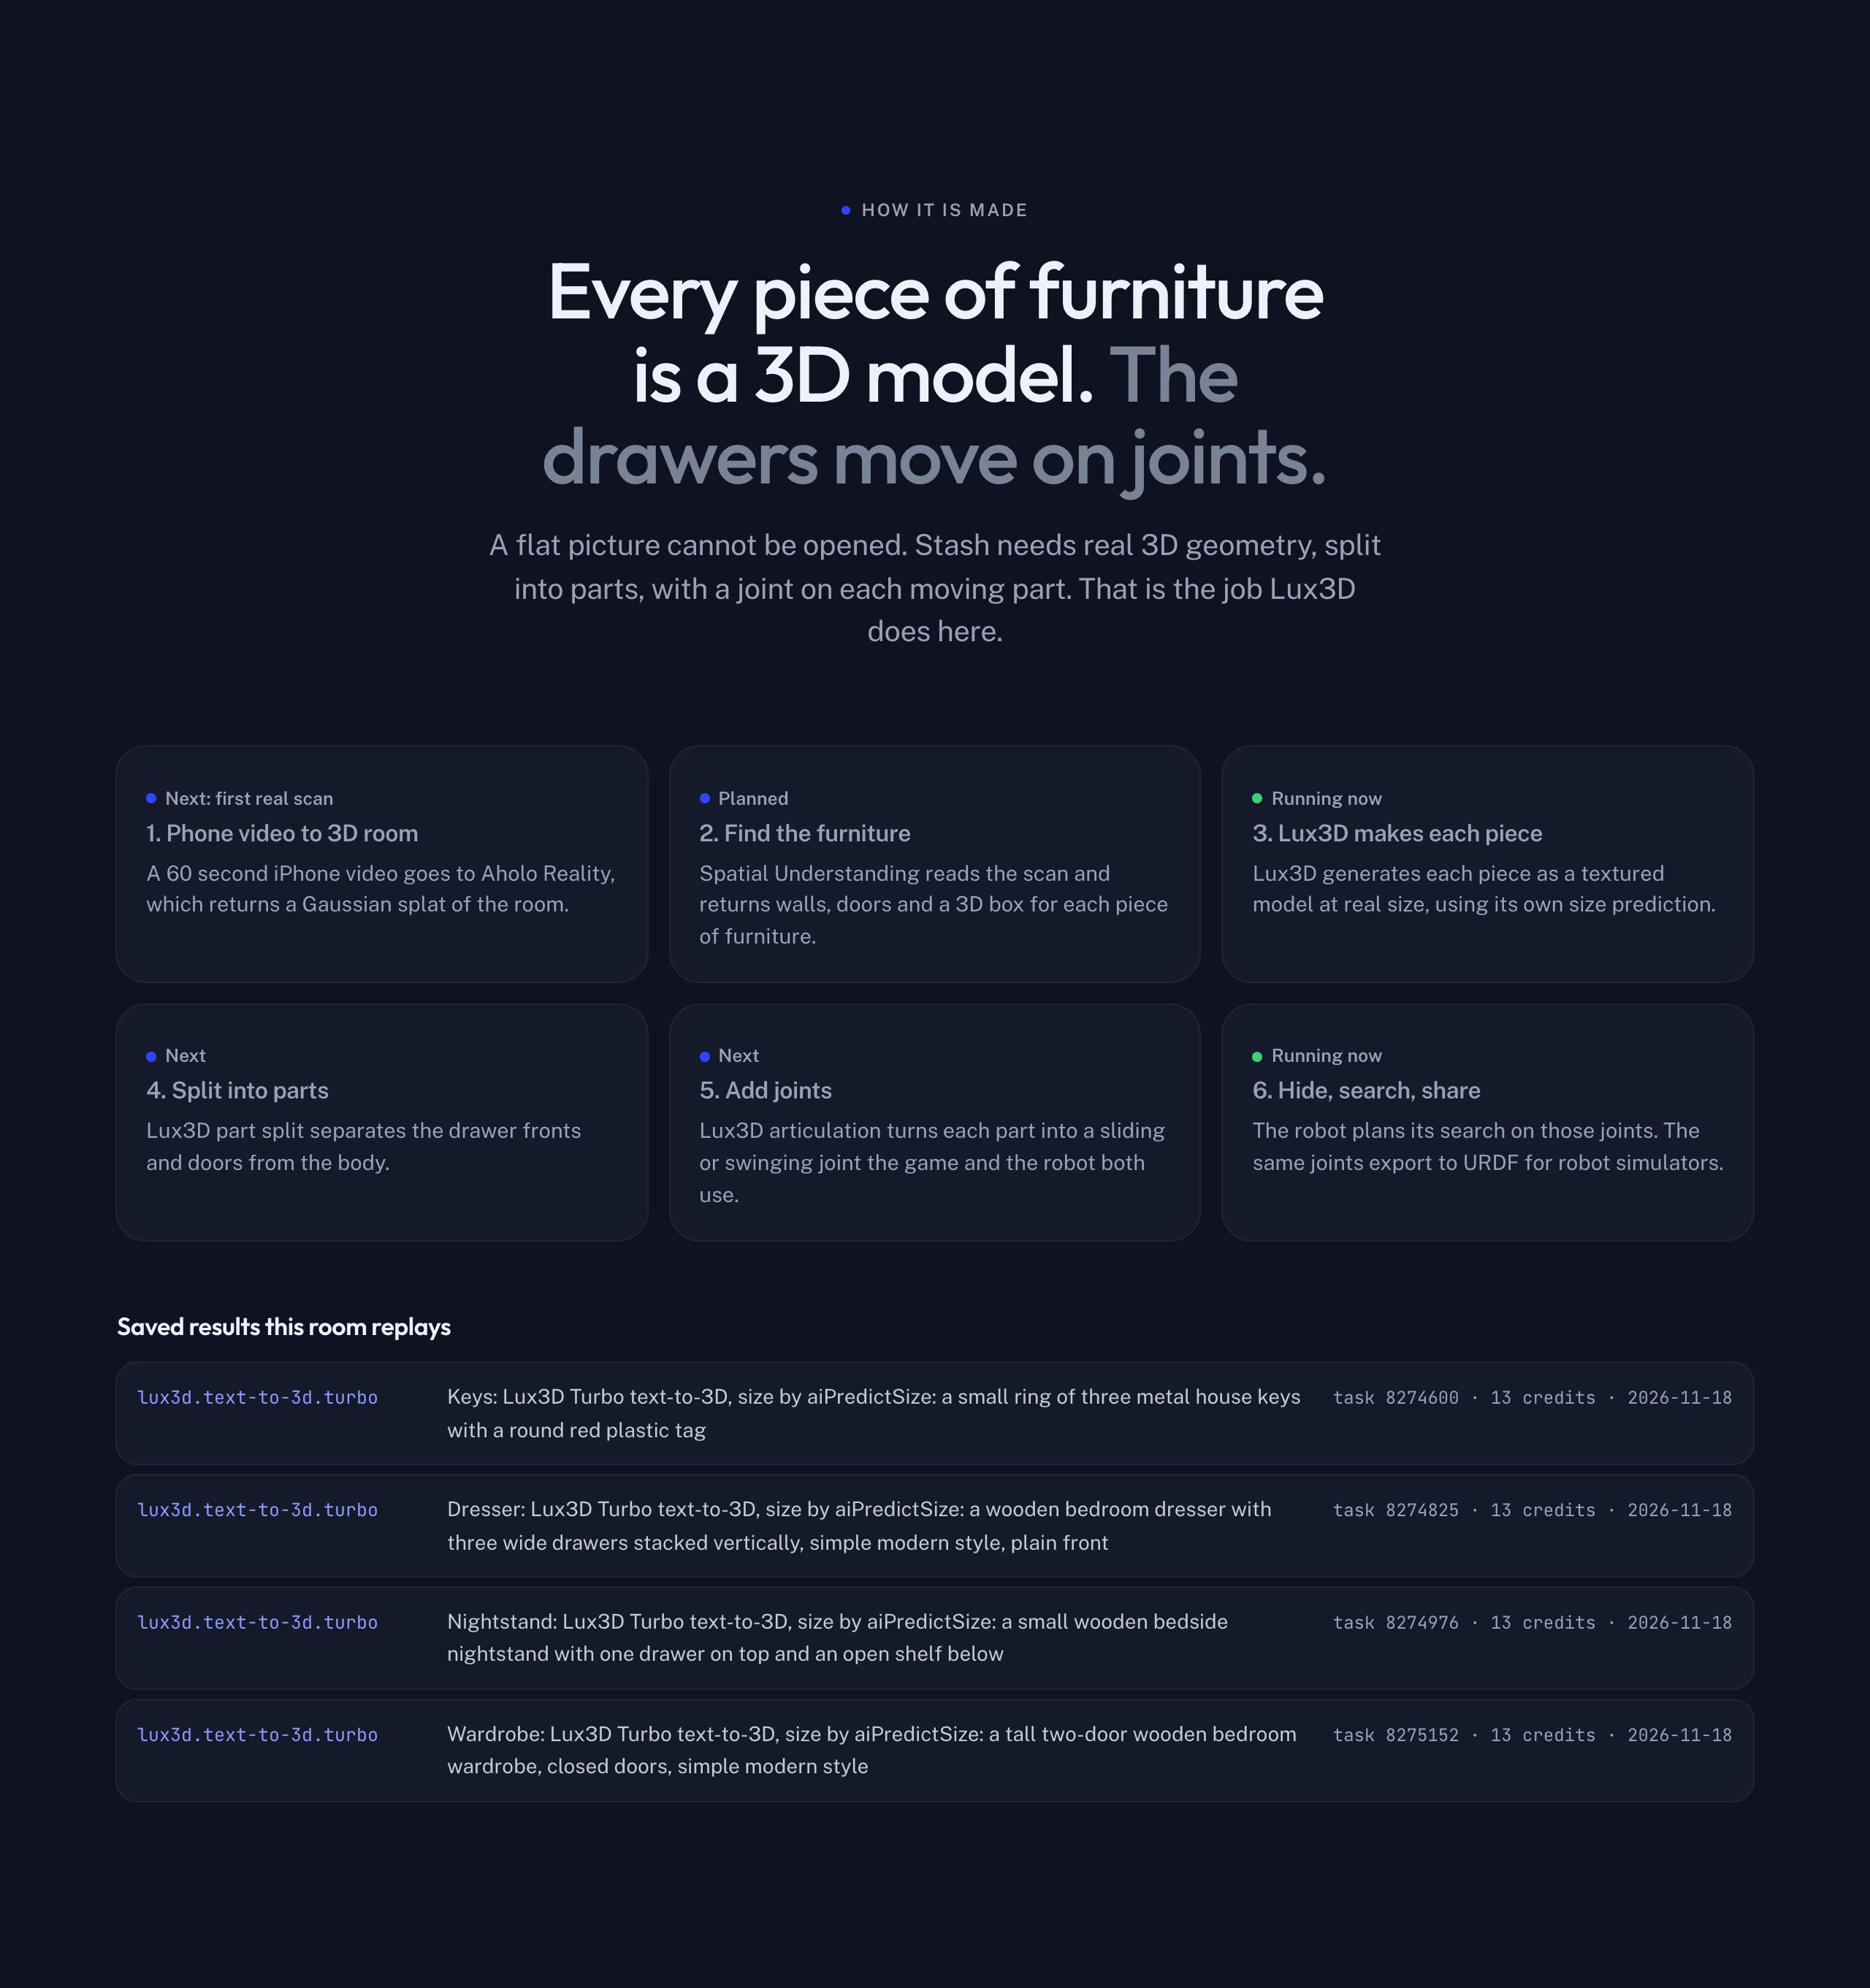 HOW IT IS MADE
Every piece of furniture
is a 3D model. The
drawers move on joints.
A flat picture cannot be opened. Stash needs real 3D geometry, split
into parts, with a joint on each moving part. That is the job Lux3D
does here.
Next: first real scan
1. Phone video to 3D room
A 60 second iPhone video goes to Aholo Reality,
which returns a Gaussian splat of the room.
Planned
2. Find the furniture
Spatial Understanding reads the scan and
returns walls, doors and a 3D box for each piece
of furniture.
Running now
3. Lux3D makes each piece
Lux3D generates each piece as a textured
model at real size, using its own size prediction.
Next
4. Split into parts
Lux3D part split separates the drawer fronts
and doors from the body.
Next
5. Add joints
Lux3D articulation turns each part into a sliding
or swinging joint the game and the robot both
use.
Running now
6. Hide, search, share
The robot plans its search on those joints. The
same joints export to URDF for robot simulators.
Saved results this room replays
lux3d.text-to-3d.turbo
Keys: Lux3D Turbo text-to-3D, size by aiPredictSize: a small ring of three metal house keys
with a round red plastic tag
task 8274600 · 13 credits · 2026-11-18
lux3d.text-to-3d.turbo
Dresser: Lux3D Turbo text-to-3D, size by aiPredictSize: a wooden bedroom dresser with
three wide drawers stacked vertically, simple modern style, plain front
task 8274825 · 13 credits · 2026-11-18
lux3d.text-to-3d.turbo
Nightstand: Lux3D Turbo text-to-3D, size by aiPredictSize: a small wooden bedside
nightstand with one drawer on top and an open shelf below
task 8274976 · 13 credits · 2026-11-18
lux3d.text-to-3d.turbo
Wardrobe: Lux3D Turbo text-to-3D, size by aiPredictSize: a tall two-door wooden bedroom
wardrobe, closed doors, simple modern style
task 8275152 · 13 credits · 2026-11-18